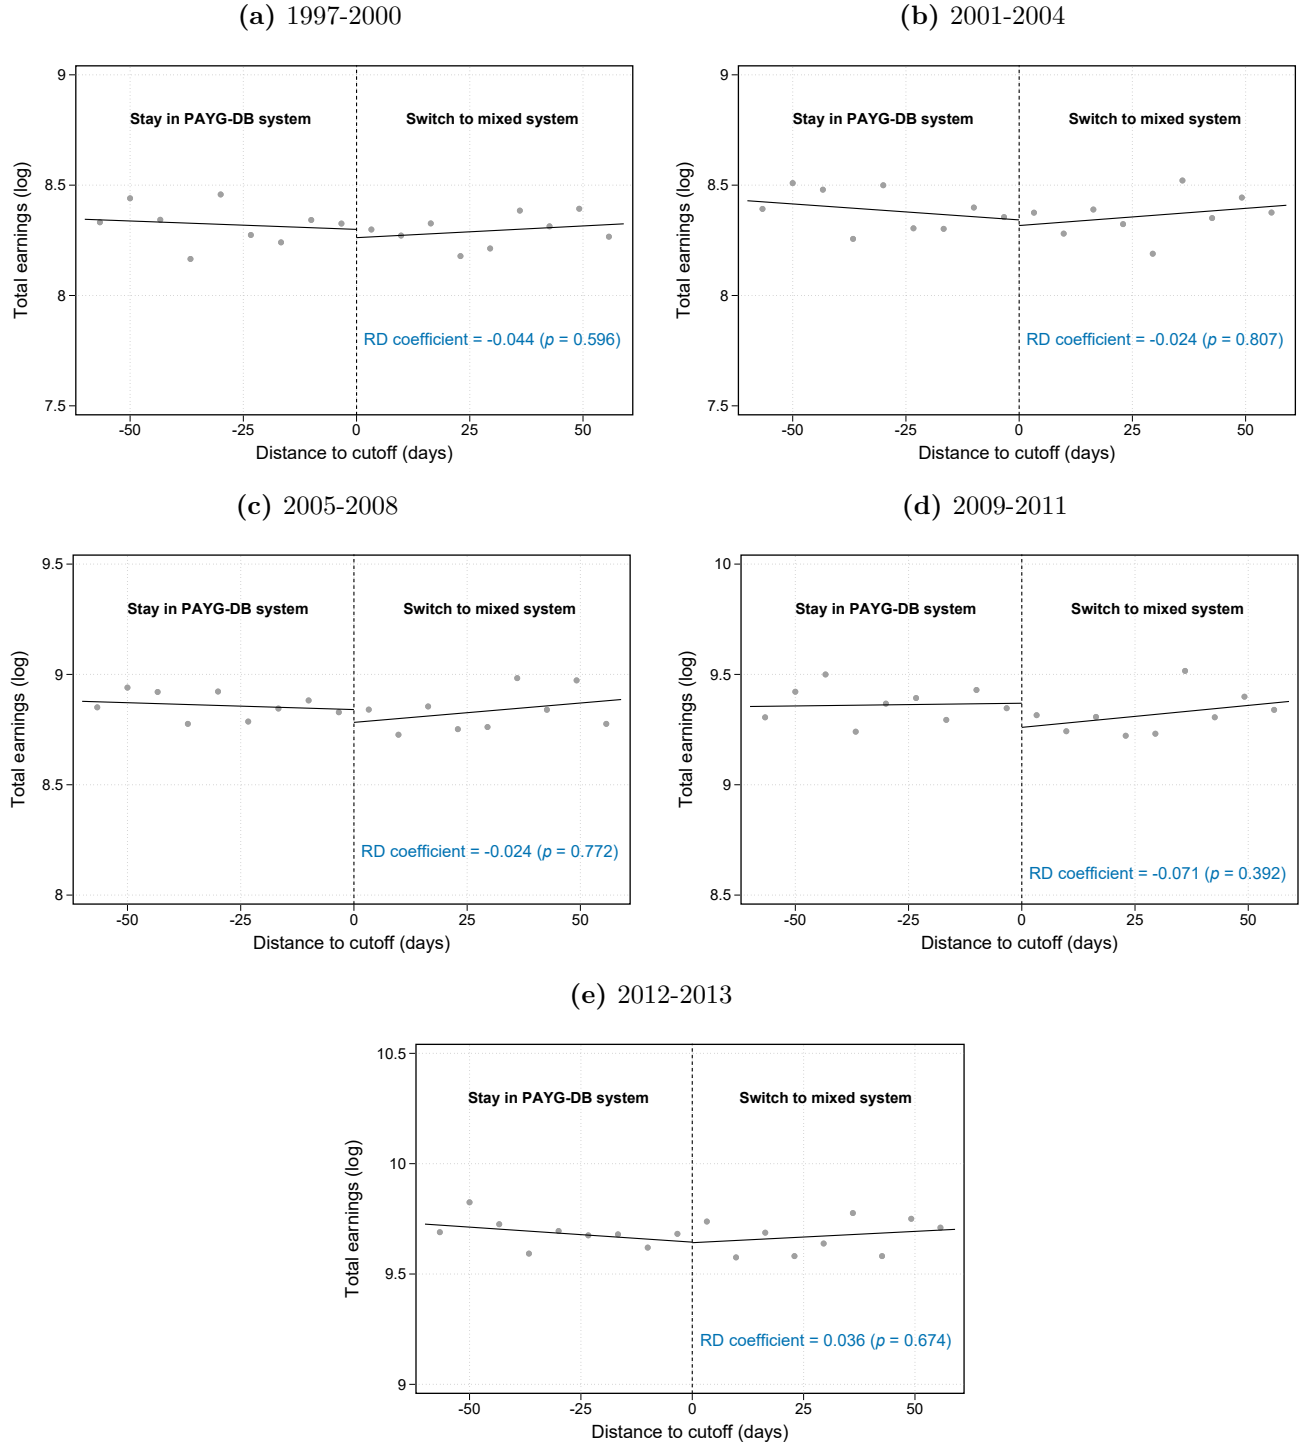 (a) 1997-2000
9
8.5
8
7.5
Total earnings (log)
Stay in PAYG-DB system
Switch to mixed system
RD coefficient = -0.044 (p = 0.596)
-50 -25 0 25 50
Distance to cutoff (days)
(b) 2001-2004
9
8.5
8
7.5
Total earnings (log)
Stay in PAYG-DB system
Switch to mixed system
RD coefficient = -0.024 (p = 0.807)
-50 -25 0 25 50
Distance to cutoff (days)
(c) 2005-2008
9.5
9
8.5
8
Total earnings (log)
Stay in PAYG-DB system
Switch to mixed system
RD coefficient = -0.024 (p = 0.772)
-50 -25 0 25 50
Distance to cutoff (days)
(d) 2009-2011
10
9.5
9
8.5
Total earnings (log)
Stay in PAYG-DB system
Switch to mixed system
RD coefficient = -0.071 (p = 0.392)
-50 -25 0 25 50
Distance to cutoff (days)
(e) 2012-2013
10.5
10
9.5
9
Total earnings (log)
Stay in PAYG-DB system
Switch to mixed system
RD coefficient = 0.036 (p = 0.674)
-50 -25 0 25 50
Distance to cutoff (days)